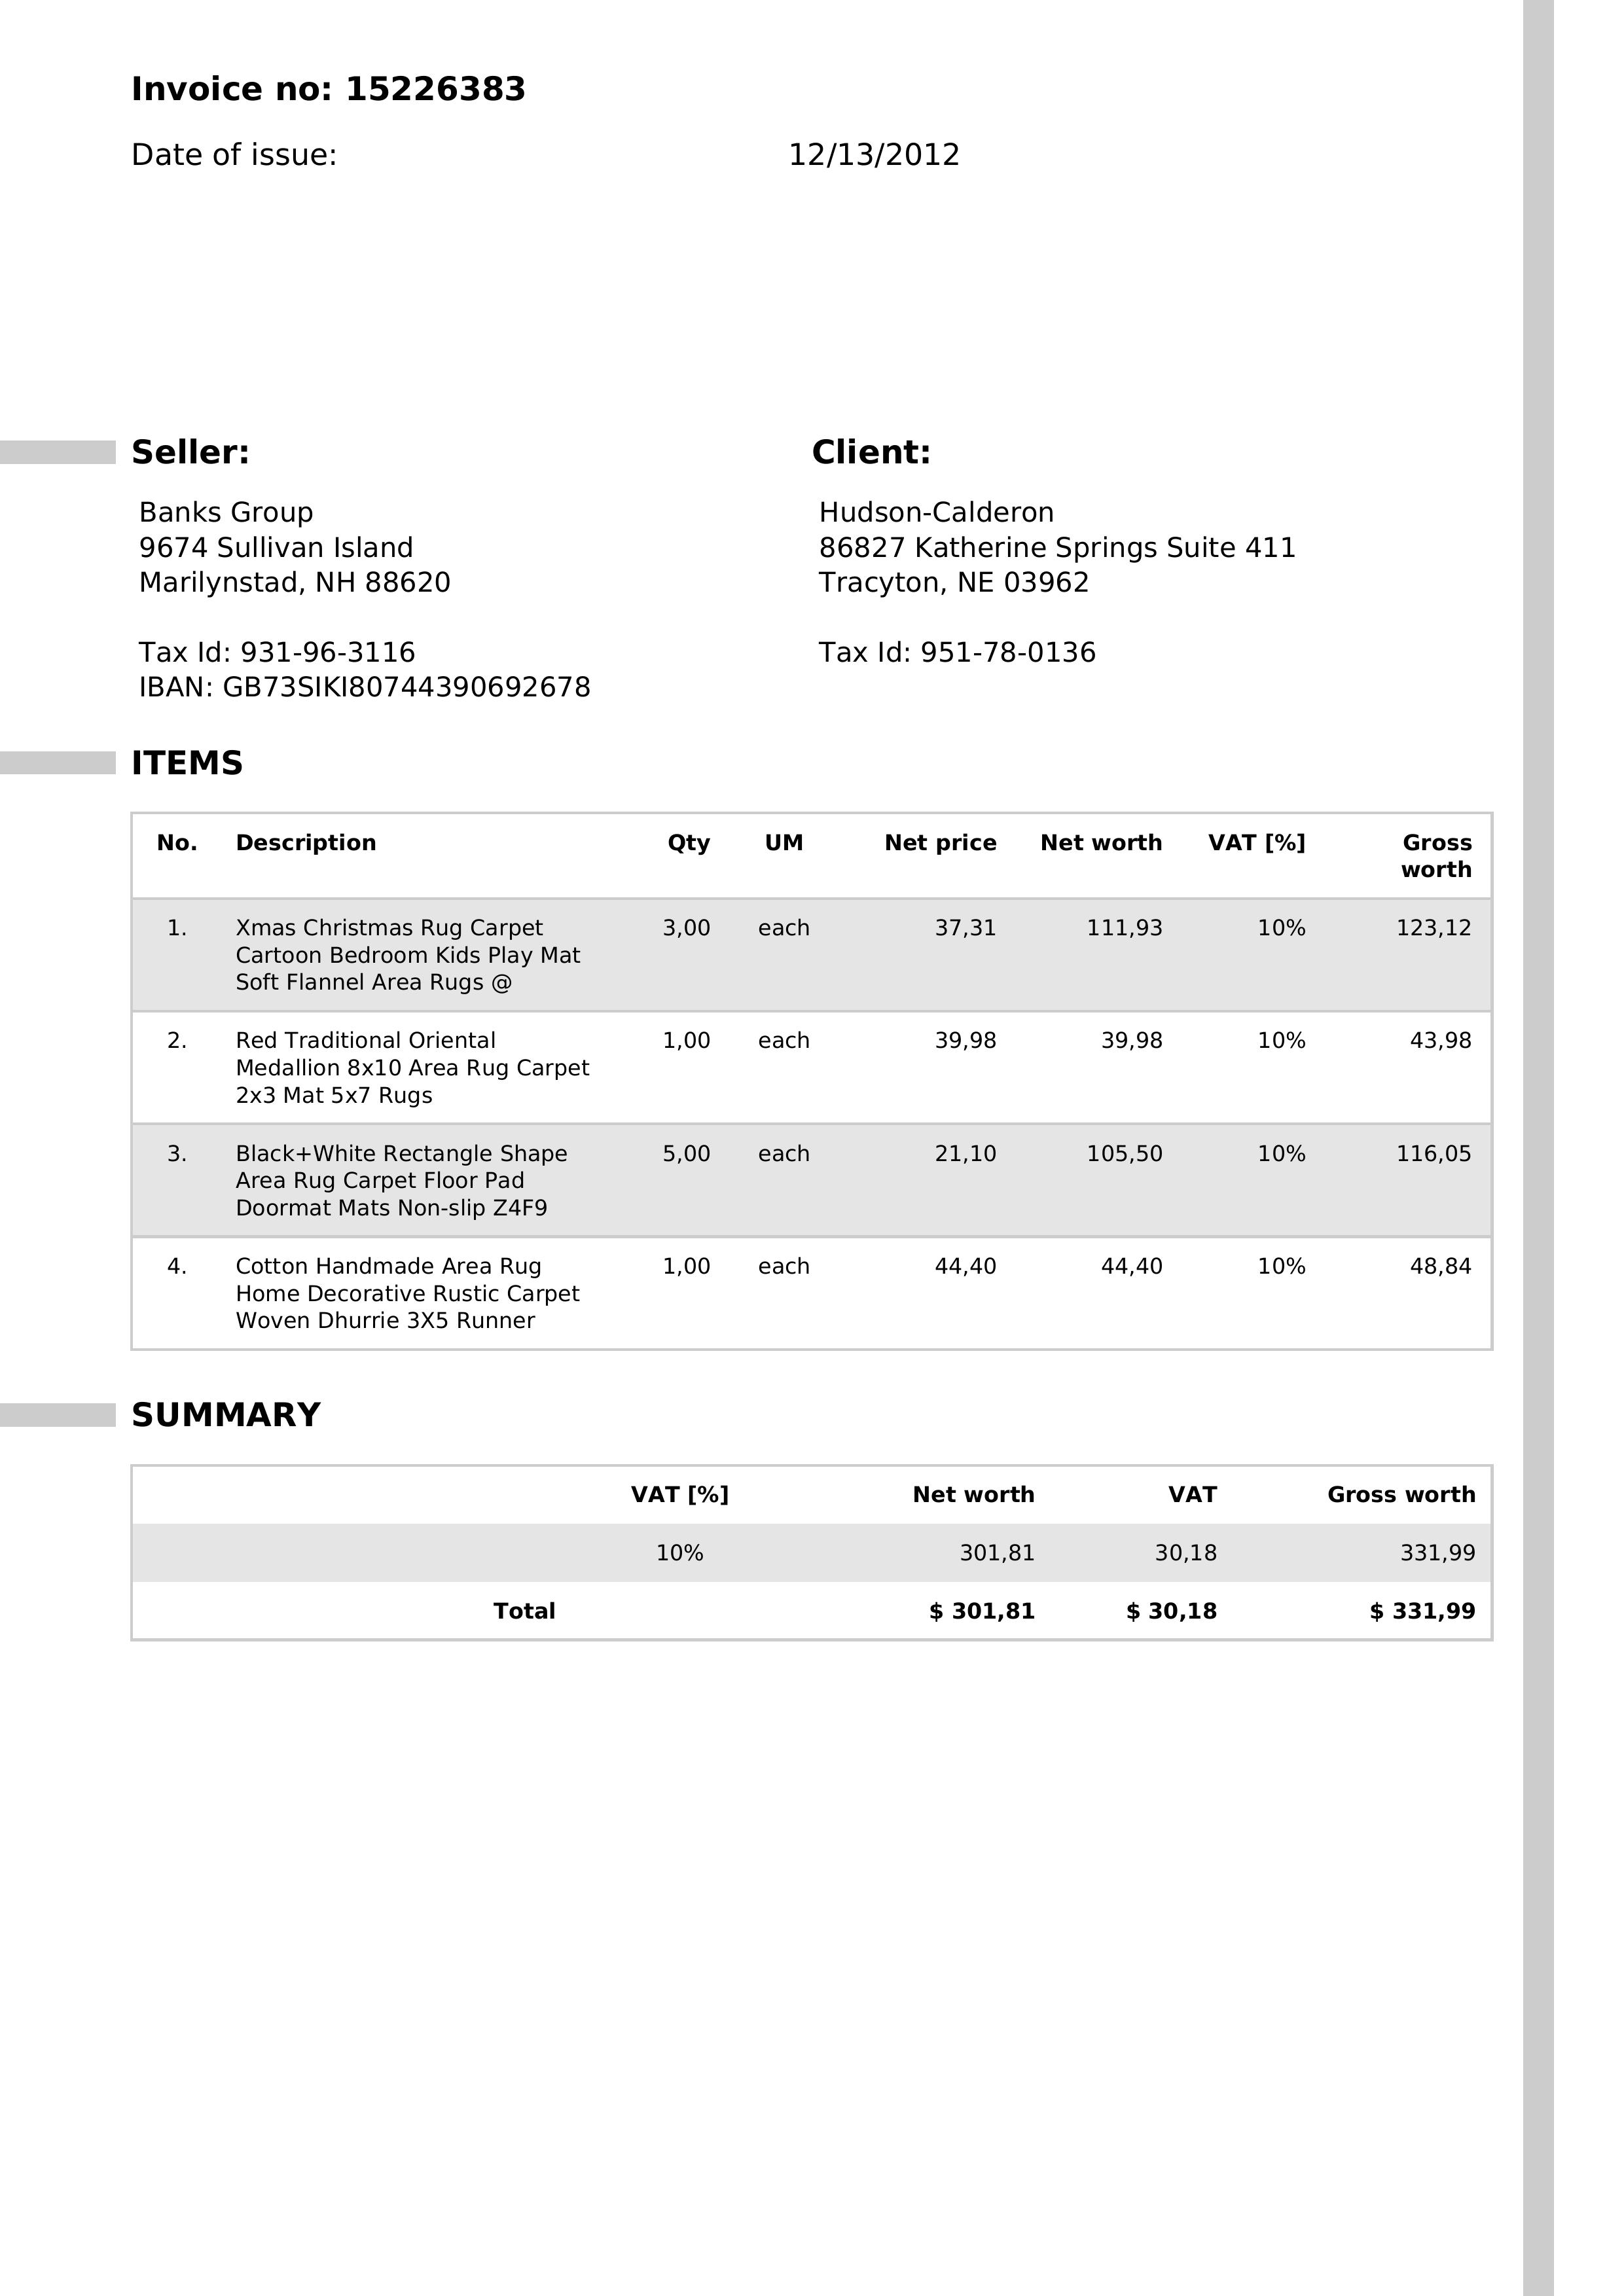 Invoice no: 15226383
Date of issue: 12/13/2012
Seller:
Banks Group
9674 Sullivan Island
Marilynstad, NH 88620
Tax Id: 931-96-3116
IBAN: GB73SIKI80744390692678
Client:
Hudson-Calderon
86827 Katherine Springs Suite 411
Tracyton, NE 03962
Tax Id: 951-78-0136
ITEMS
No. Description Qty UM Net price Net worth VAT [%] Gross
worth
1. Xmas Christmas Rug Carpet 3,00 each 37,31 111,93 10% 123,12
Cartoon Bedroom Kids Play Mat
Soft Flannel Area Rugs @
2. Red Traditional Oriental 1,00 each 39,98 39,98 10% 43,98
Medallion 8x10 Area Rug Carpet
2x3 Mat 5x7 Rugs
3. Black+White Rectangle Shape 5,00 each 21,10 105,50 10% 116,05
Area Rug Carpet Floor Pad
Doormat Mats Non-slip Z4F9
4. Cotton Handmade Area Rug 1,00 each 44,40 44,40 10% 48,84
Home Decorative Rustic Carpet
Woven Dhurrie 3X5 Runner
SUMMARY
VAT [%] Net worth VAT Gross worth
10% 301,81 30,18 331,99
Total $ 301,81 $ 30,18 $ 331,99